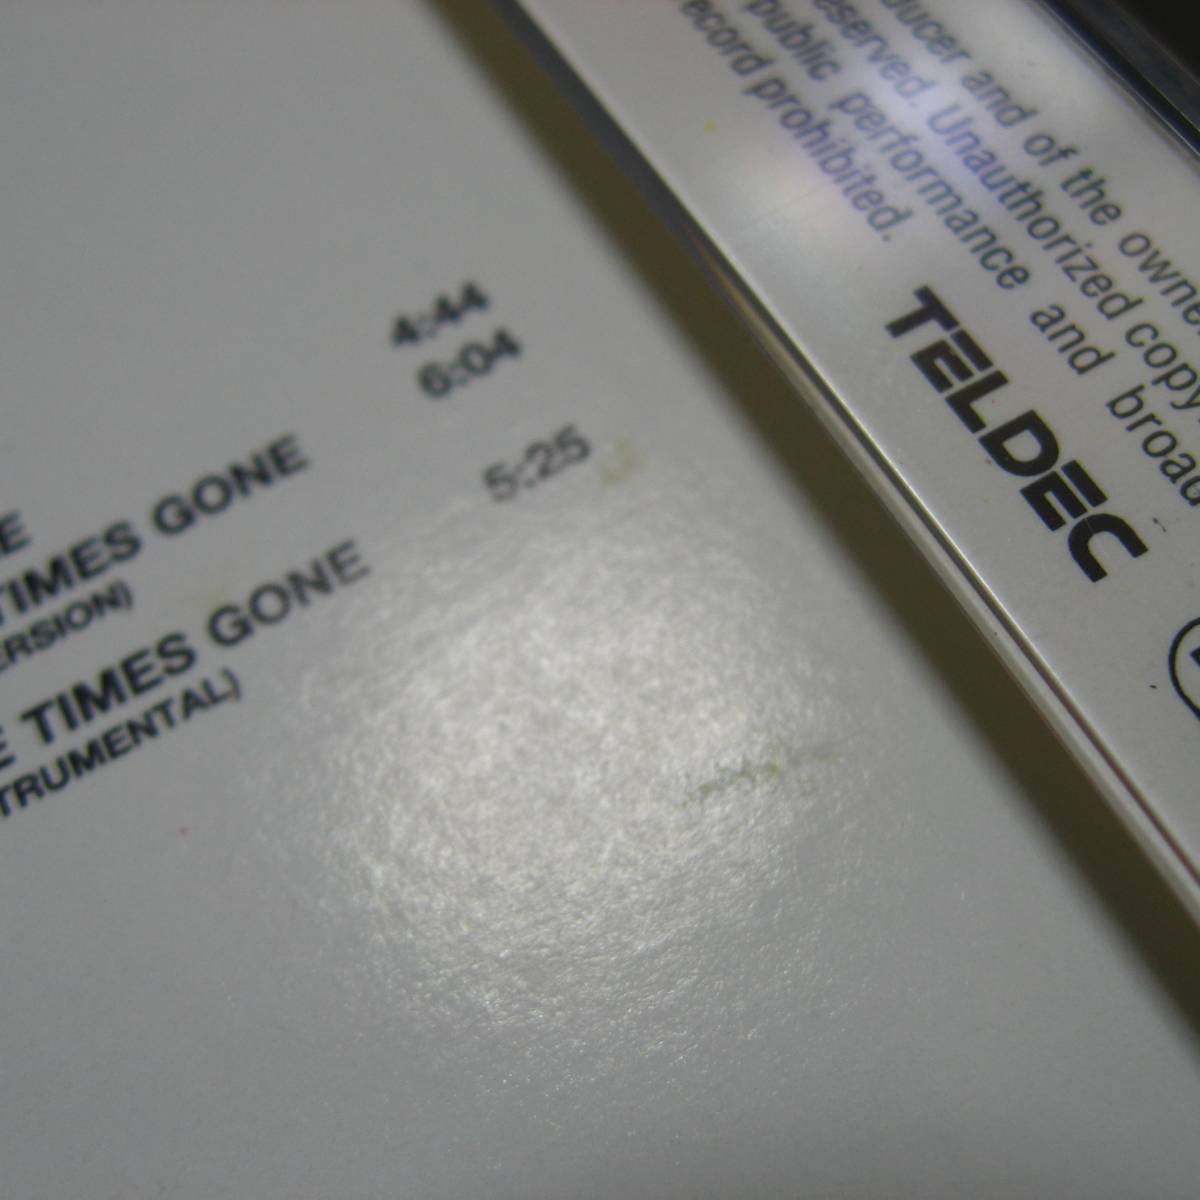 4:44
6:04
E
TIMES GONE
ERSION)
5:25
E TIMES GONE
TRUMENTAL)
ducer and of the owne
eserved. Unauthorized copy
public performance and broad
ecord prohibited.
TELDEC